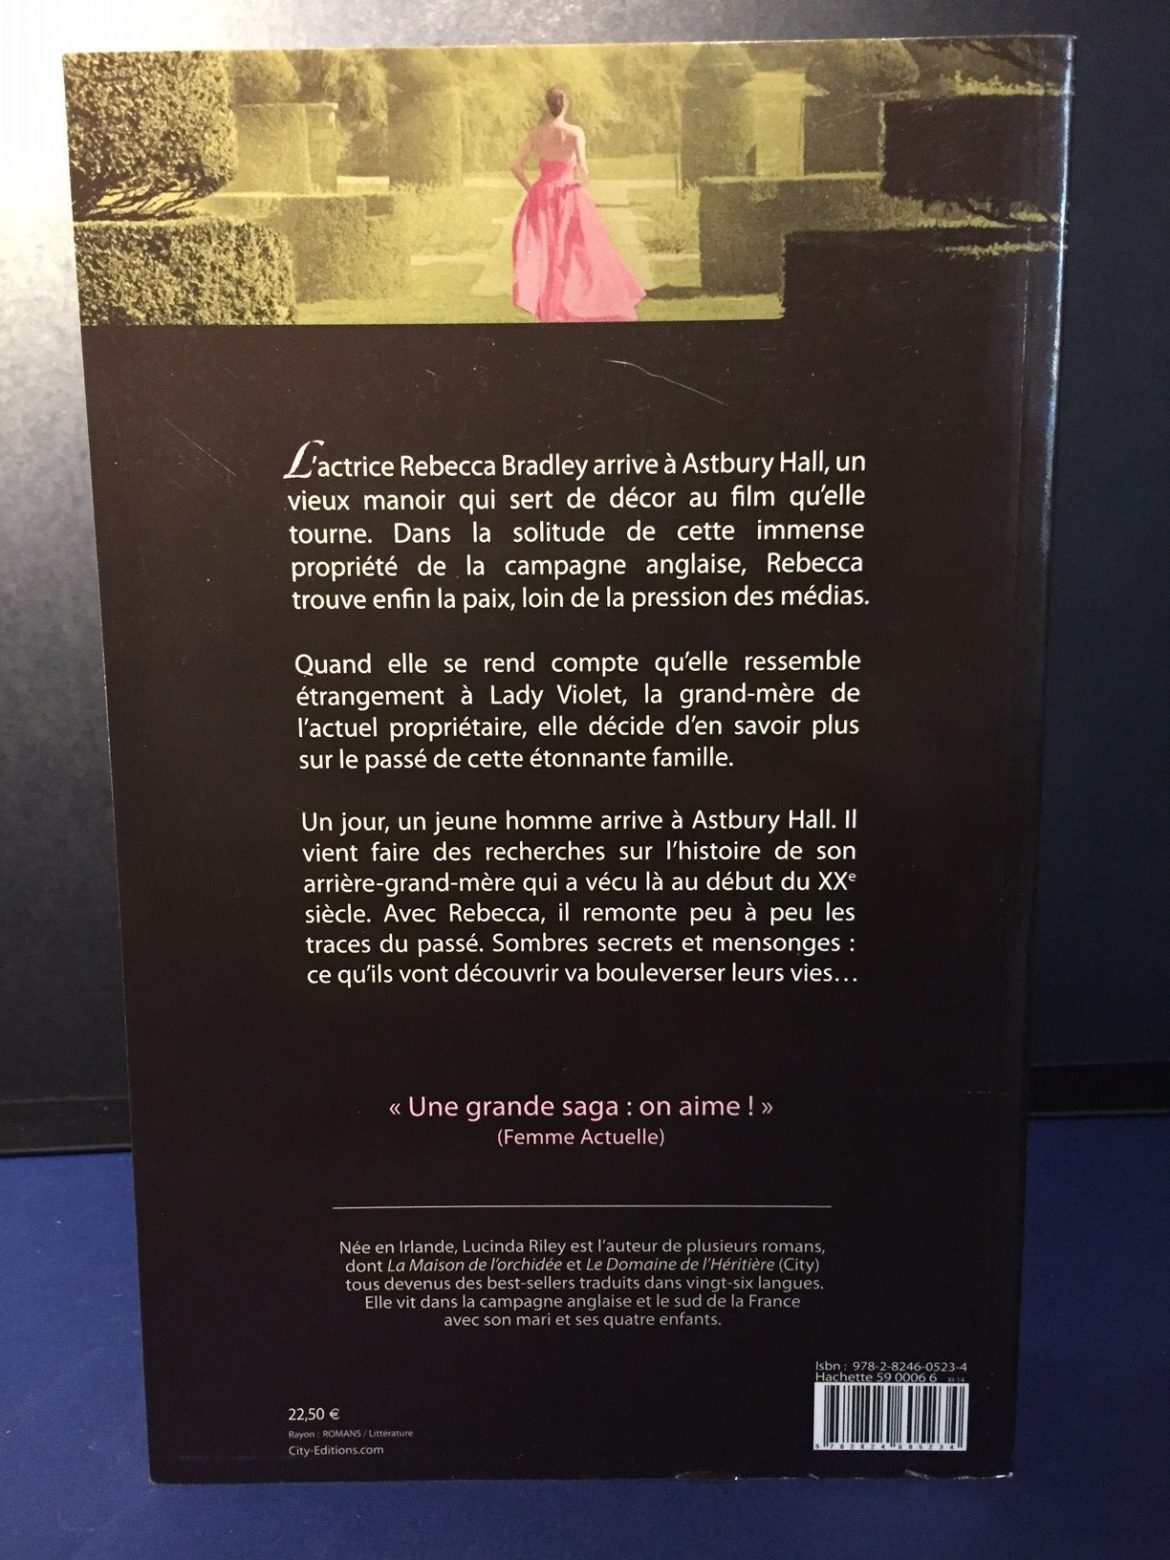 L'actrice Rebecca Bradley arrive à Astbury Hall, un
vieux manoir qui sert de décor au film qu'elle
tourne. Dans la solitude de cette immense
propriété de la campagne anglaise, Rebecca
trouve enfin la paix, loin de la pression des médias.
Quand elle se rend compte qu'elle ressemble
étrangement à Lady Violet, la grand-mère de
l'actuel propriétaire, elle décide d'en savoir plus
sur le passé de cette étonnante famille.
Un jour, un jeune homme arrive à Astbury Hall. Il
vient faire des recherches sur l'histoire de son
arrière-grand-mère qui a vécu là au début du XXe
siècle. Avec Rebecca, il remonte peu à peu les
traces du passé. Sombres secrets et mensonges :
ce qu'ils vont découvrir va bouleverser leurs vies…
« Une grande saga : on aime ! »
(Femme Actuelle)
Née en Irlande, Lucinda Riley est l'auteur de plusieurs romans,
dont La Maison de l'orchidée et Le Domaine de l'Héritière (City)
tous devenus des best-sellers traduits dans vingt-six langues.
Elle vit dans la campagne anglaise et le sud de la France
avec son mari et ses quatre enfants.
Isbn : 978-2-8246-0523-4
Hachette 59 0006 6 XI-14
9 782824 605234
22,50 €
Rayon : ROMANS / Littérature
City-Editions.com